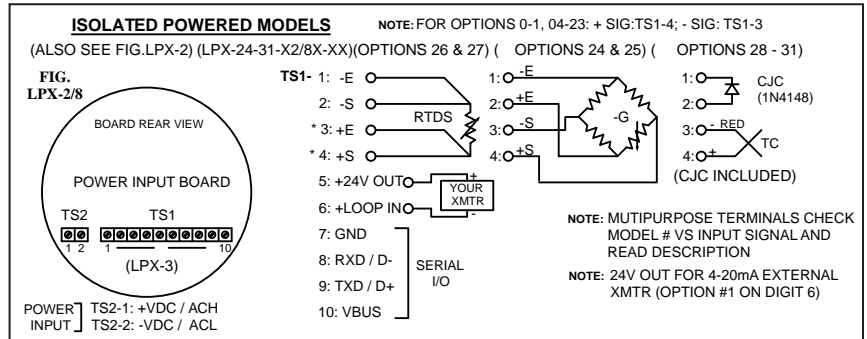 ISOLATED POWERED MODELS
NOTE: FOR OPTIONS 0-1, 04-23: + SIG:TS1-4; - SIG: TS1-3
(ALSO SEE FIG.LPX-2) (LPX-24-31-X2/8X-XX)(OPTIONS 26 & 27) ( OPTIONS 24 & 25) ( OPTIONS 28 - 31)
FIG.
LPX-2/8
BOARD REAR VIEW
POWER INPUT BOARD
TS2 TS1
1 2 1 10
(LPX-3)
POWER INPUT
TS2-1: +VDC / ACH
TS2-2: -VDC / ACL
TS1- 1: -E
2: -S
* 3: +E
* 4: +S
RTDS
5: +24V OUT
6: +LOOP IN
+
YOUR
XMTR
-
7: GND
8: RXD / D-
9: TXD / D+
10: VBUS
SERIAL
I/O
1: -E
2: +E
3: -S
4: +S
-G
1:
2:
CJC
(1N4148)
3: - RED
4: +
TC
(CJC INCLUDED)
NOTE: MUTIPURPOSE TERMINALS CHECK
MODEL # VS INPUT SIGNAL AND
READ DESCRIPTION
NOTE: 24V OUT FOR 4-20mA EXTERNAL
XMTR (OPTION #1 ON DIGIT 6)